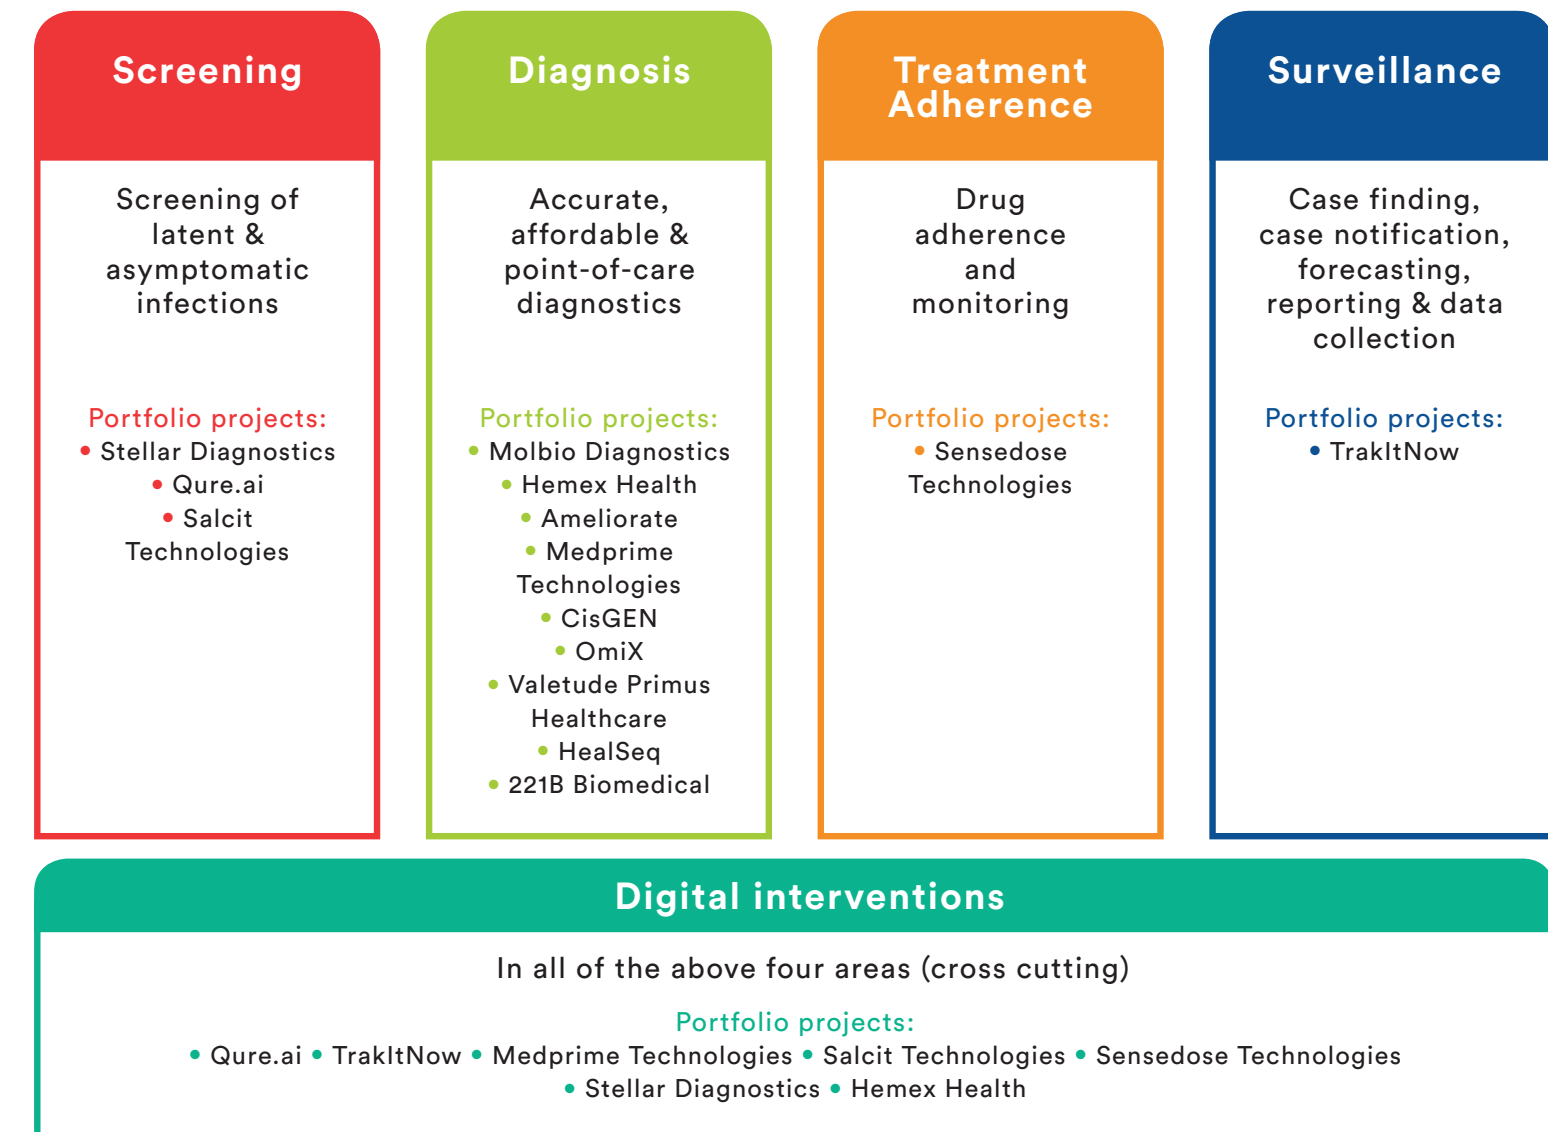 Screening
Screening of
latent &
asymptomatic
infections
Portfolio projects:
• Stellar Diagnostics
• Qure.ai
• Salcit
Technologies
Diagnosis
Accurate,
affordable &
point-of-care
diagnostics
Portfolio projects:
• Molbio Diagnostics
• Hemex Health
• Ameliorate
• Medprime
Technologies
• CisGEN
• OmiX
• Valetude Primus
Healthcare
• HealSeq
• 221B Biomedical
Treatment
Adherence
Drug
adherence
and
monitoring
Portfolio projects:
• Sensedose
Technologies
Surveillance
Case finding,
case notification,
forecasting,
reporting & data
collection
Portfolio projects:
• TrakItNow
Digital interventions
In all of the above four areas (cross cutting)
Portfolio projects:
• Qure.ai • TrakItNow • Medprime Technologies • Salcit Technologies • Sensedose Technologies
• Stellar Diagnostics • Hemex Health